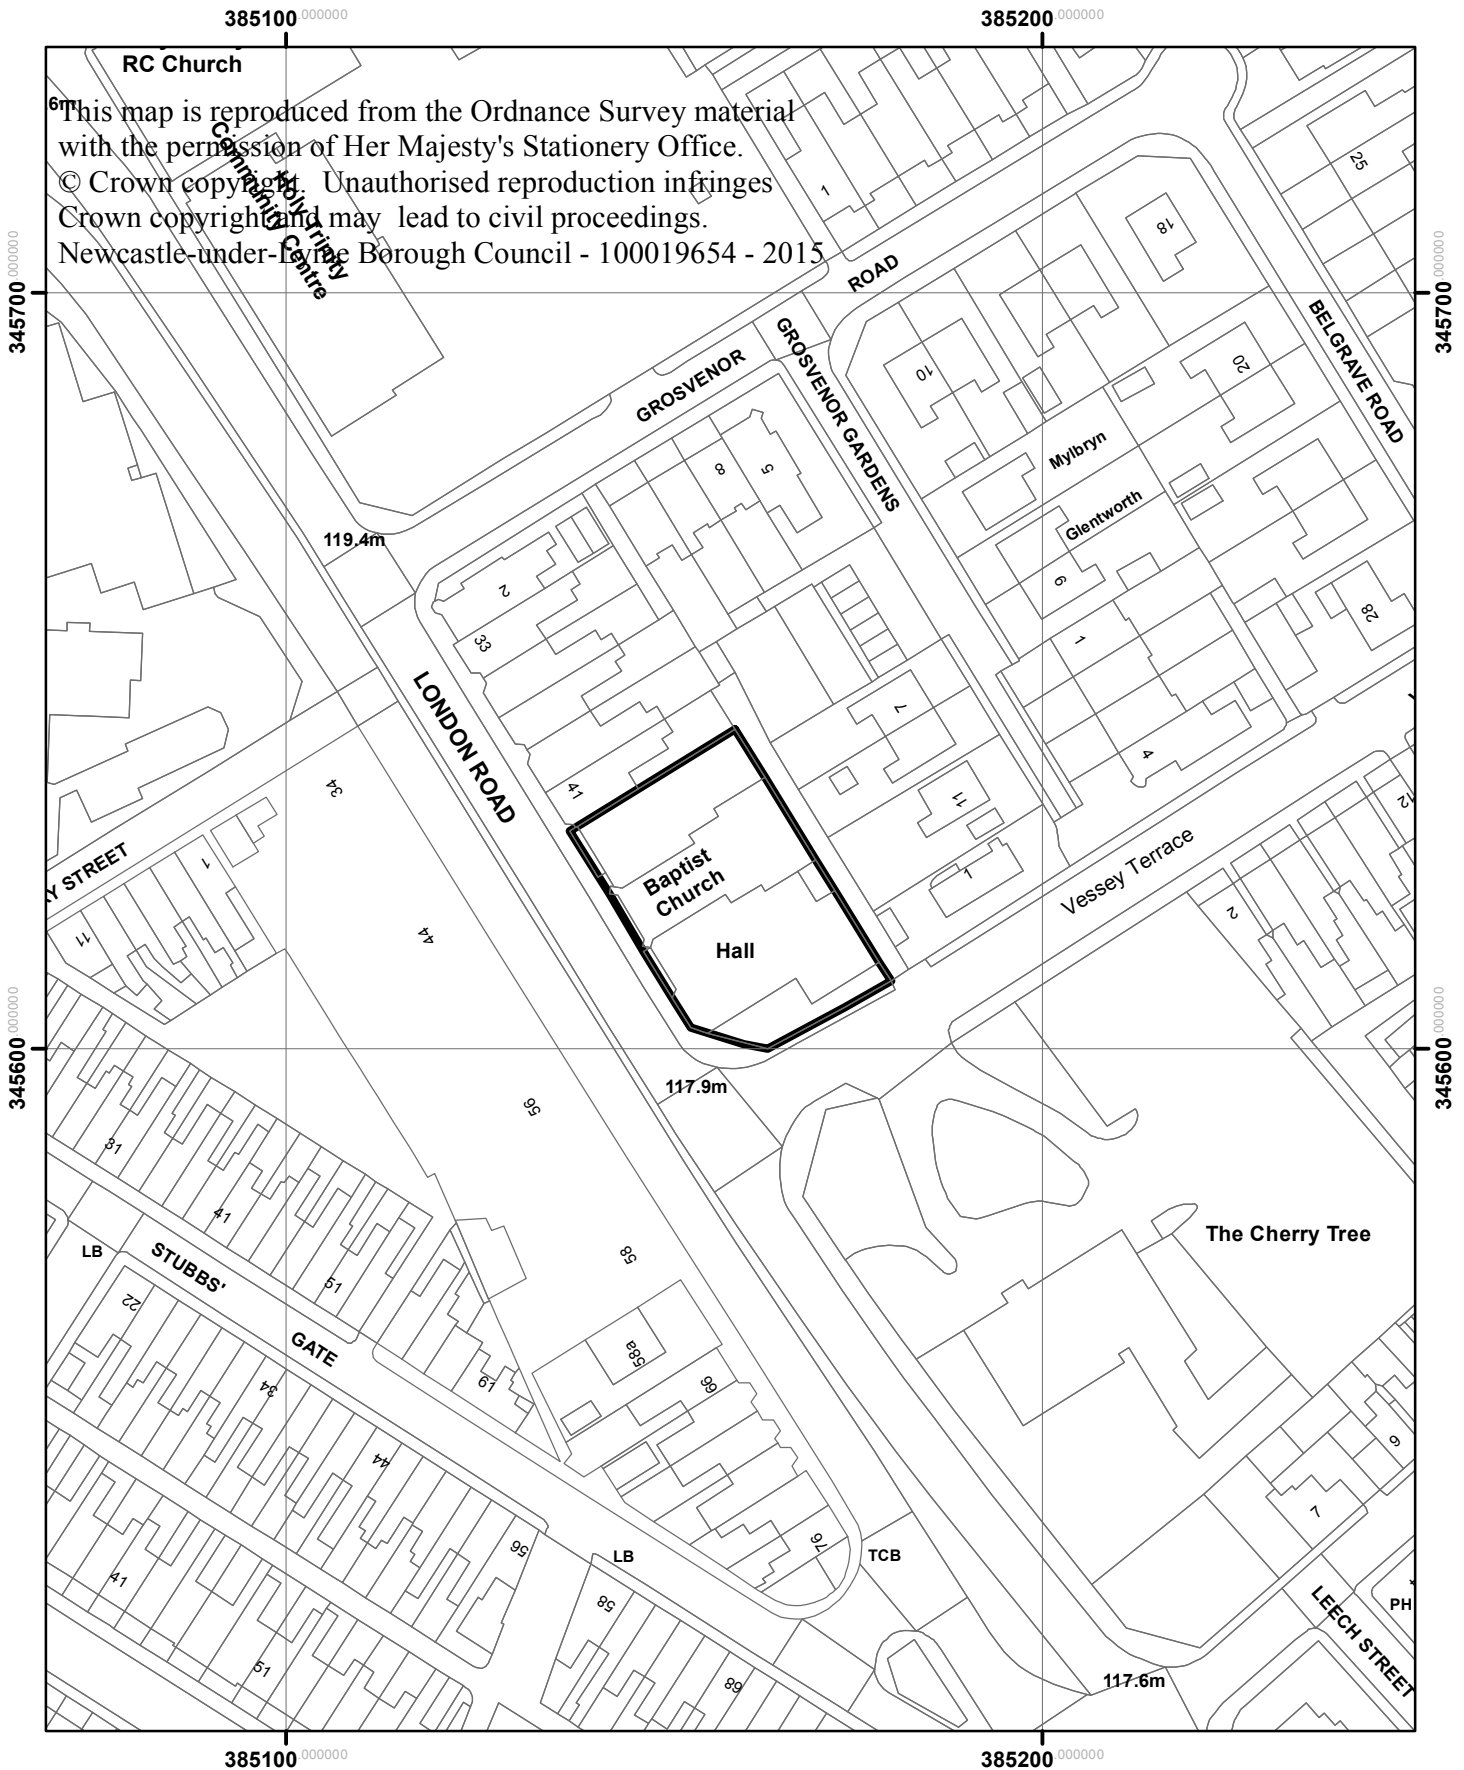 385100.000000
385200.000000
RC Church
6m
This map is reproduced from the Ordnance Survey material
with the permission of Her Majesty's Stationery Office.
© Crown copyright. Unauthorised reproduction infringes
Crown copyright and may lead to civil proceedings.
Newcastle-under-Lyme Borough Council - 100019654 - 2015
Holy Trinity
Community Centre
1
25
18
345700.000000
345700.000000
ROAD
GROSVENOR
GROSVENOR GARDENS
BELGRAVE ROAD
10
20
8
5
Mylbryn
Glentworth
119.4m
2
33
9
1
28
LONDON ROAD
7
4
41
34
11
12
1
Y STREET
Baptist
Church
Vessey Terrace
1
2
11
44
Hall
345600.000000
345600.000000
117.9m
56
31
41
LB
STUBBS'
51
58
The Cherry Tree
22
GATE
58a
34
61
66
44
6
7
56
LB
76
TCB
41
58
PH
LEECH STREET
51
68
117.6m
385100.000000
385200.000000